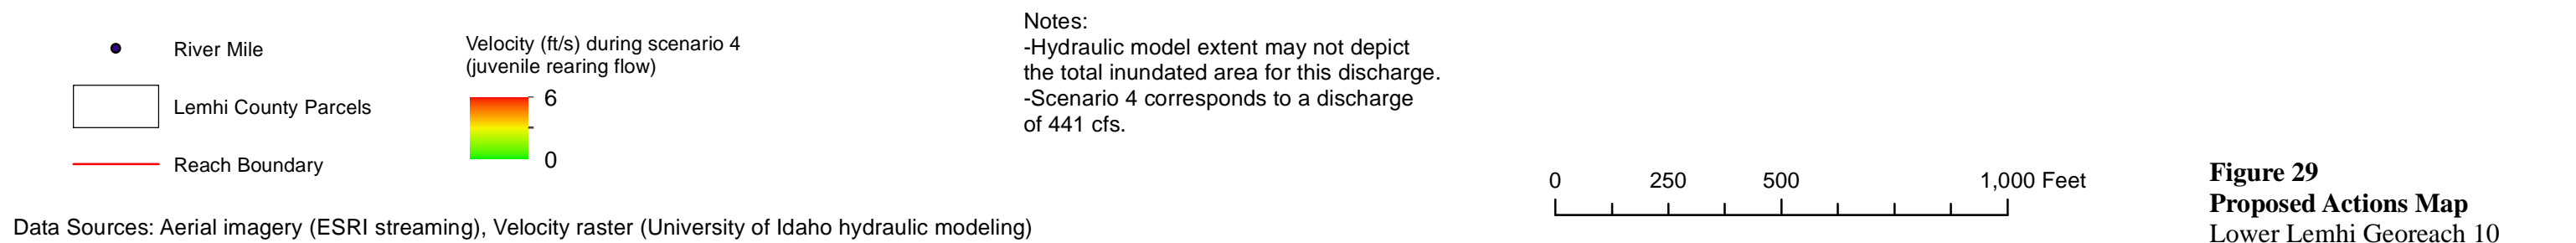 River Mile
Lemhi County Parcels
Reach Boundary
Velocity (ft/s) during scenario 4
(juvenile rearing flow)
6
0
Notes:
-Hydraulic model extent may not depict
the total inundated area for this discharge.
-Scenario 4 corresponds to a discharge
of 441 cfs.
0 250 500 1,000 Feet
Figure 29
Proposed Actions Map
Lower Lemhi Georeach 10
Data Sources: Aerial imagery (ESRI streaming), Velocity raster (University of Idaho hydraulic modeling)